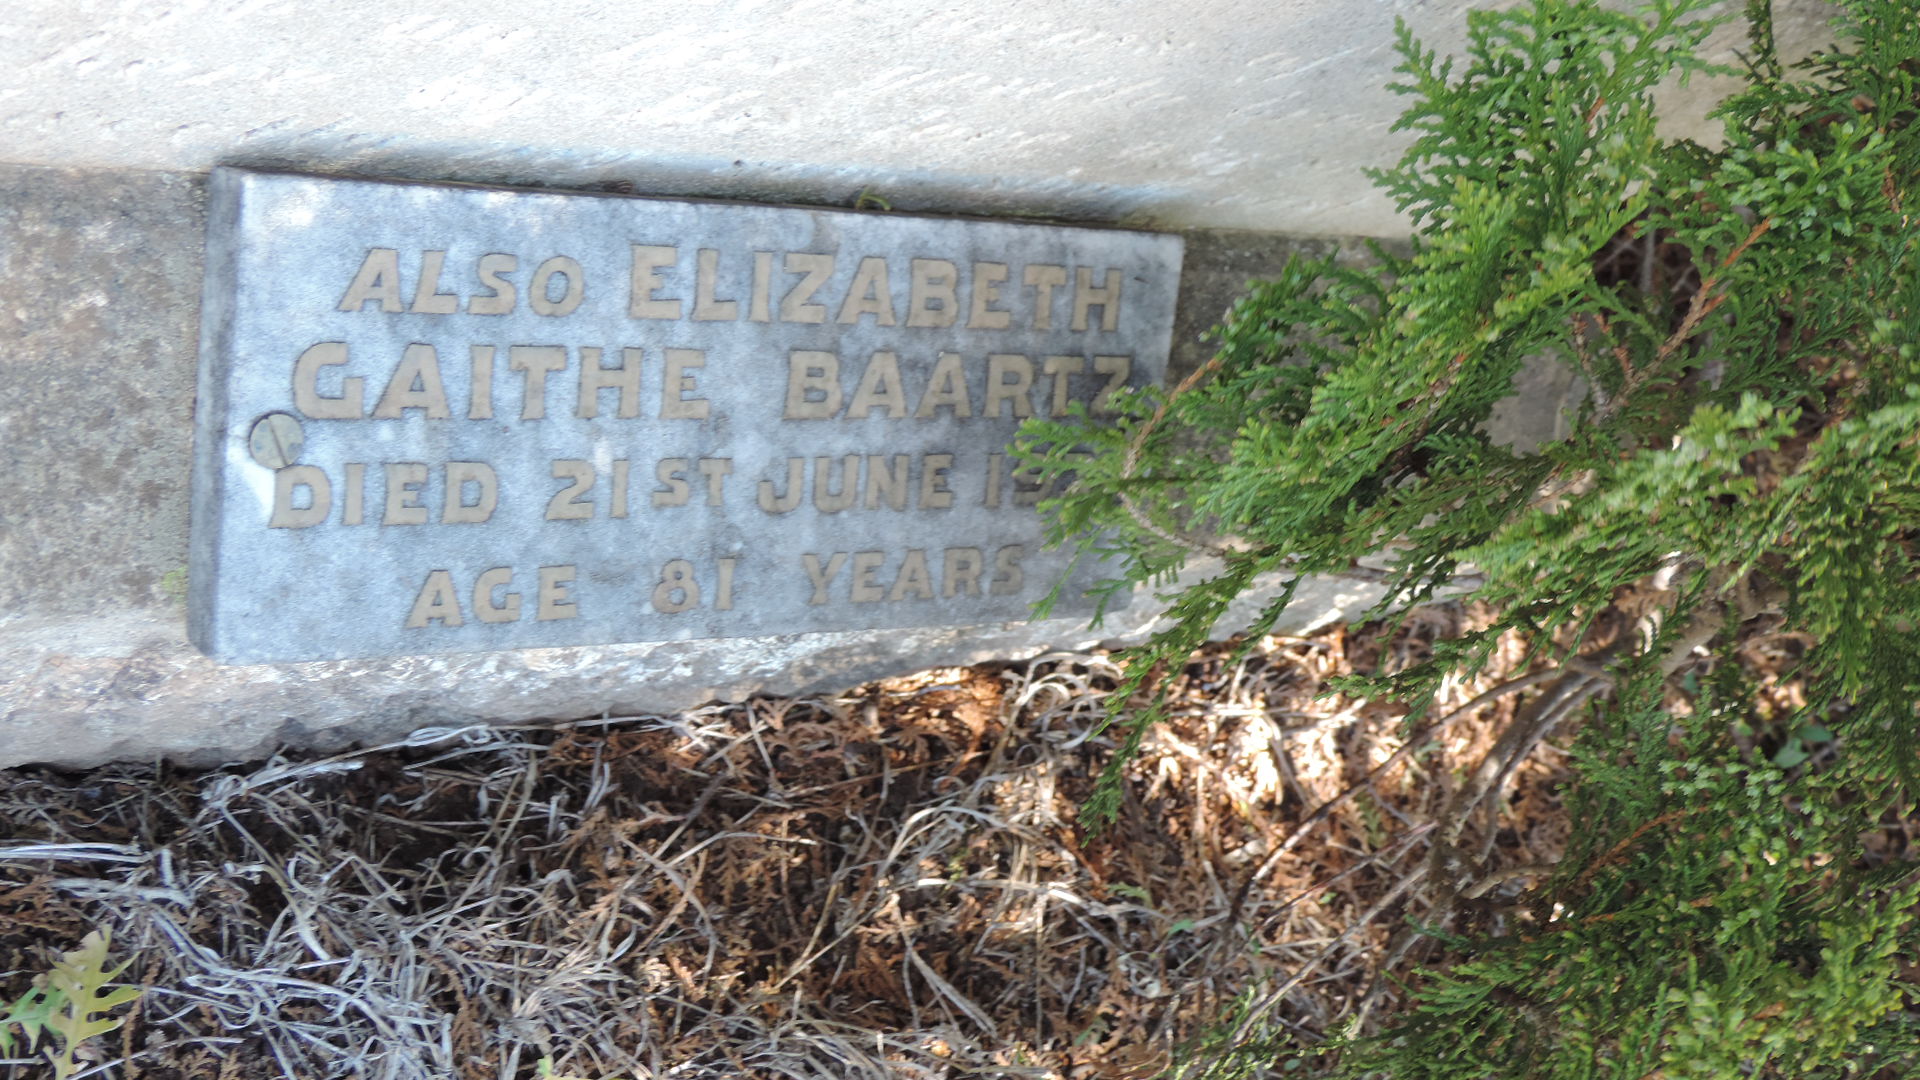 ALSO ELIZABETH
GAITHE BAARTZ
DIED 21ST JUNE
AGE 81 YEARS